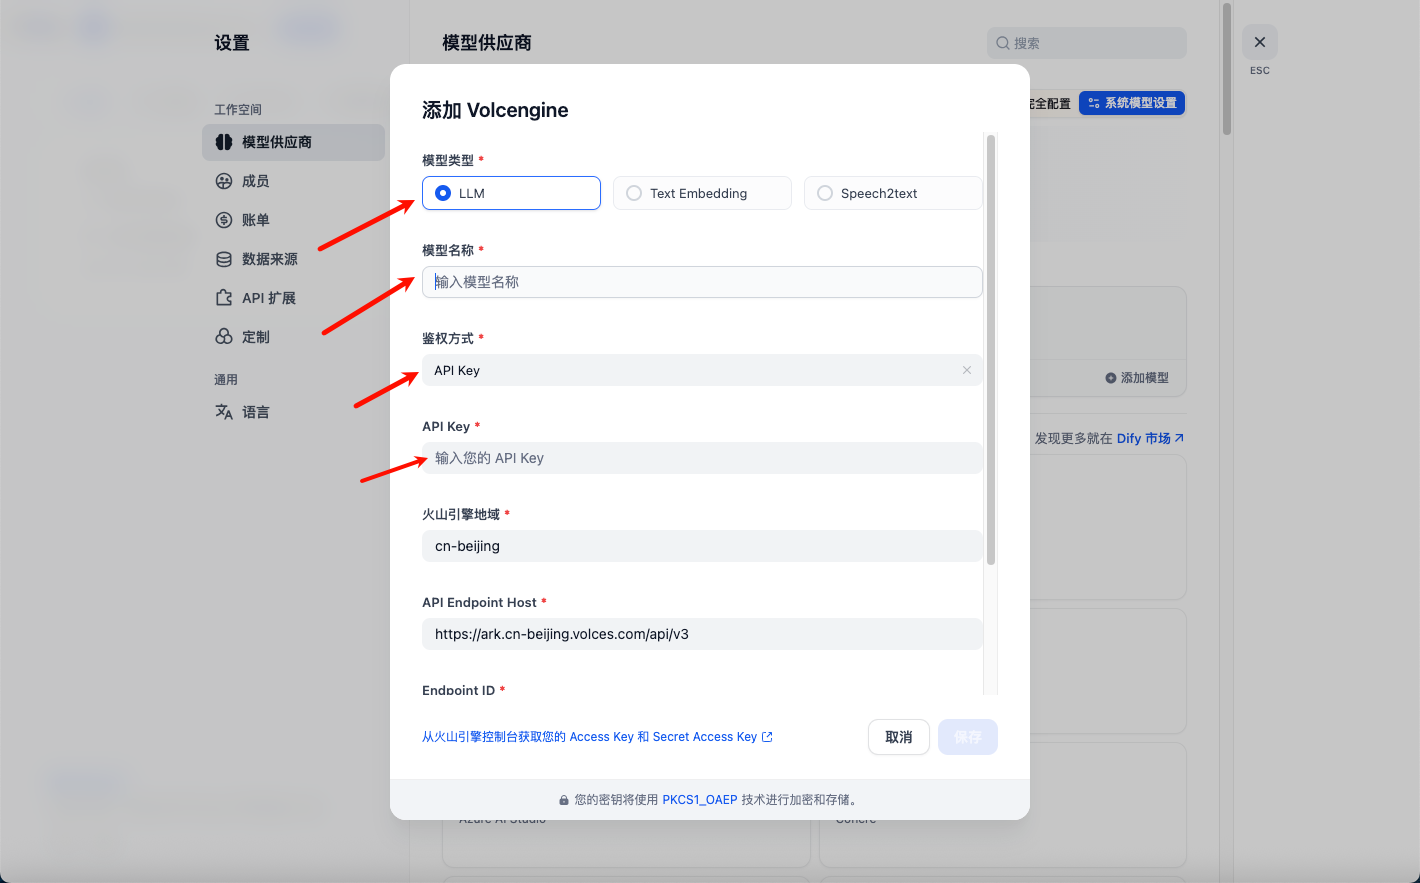 设置
工作空间
模型供应商
成员
账单
数据来源
API 扩展
定制
通用
语言
模型供应商
搜索
ESC
完全配置
系统模型设置
添加模型
发现更多就在 Dify 市场
添加 Volcengine
模型类型 *
LLM
Text Embedding
Speech2text
模型名称 *
输入模型名称
鉴权方式 *
API Key
API Key *
输入您的 API Key
火山引擎地域 *
cn-beijing
API Endpoint Host *
https://ark.cn-beijing.volces.com/api/v3
Endpoint ID *
从火山引擎控制台获取您的 Access Key 和 Secret Access Key
取消
保存
您的密钥将使用 PKCS1_OAEP 技术进行加密和存储。
Azure AI Studio
Cohere